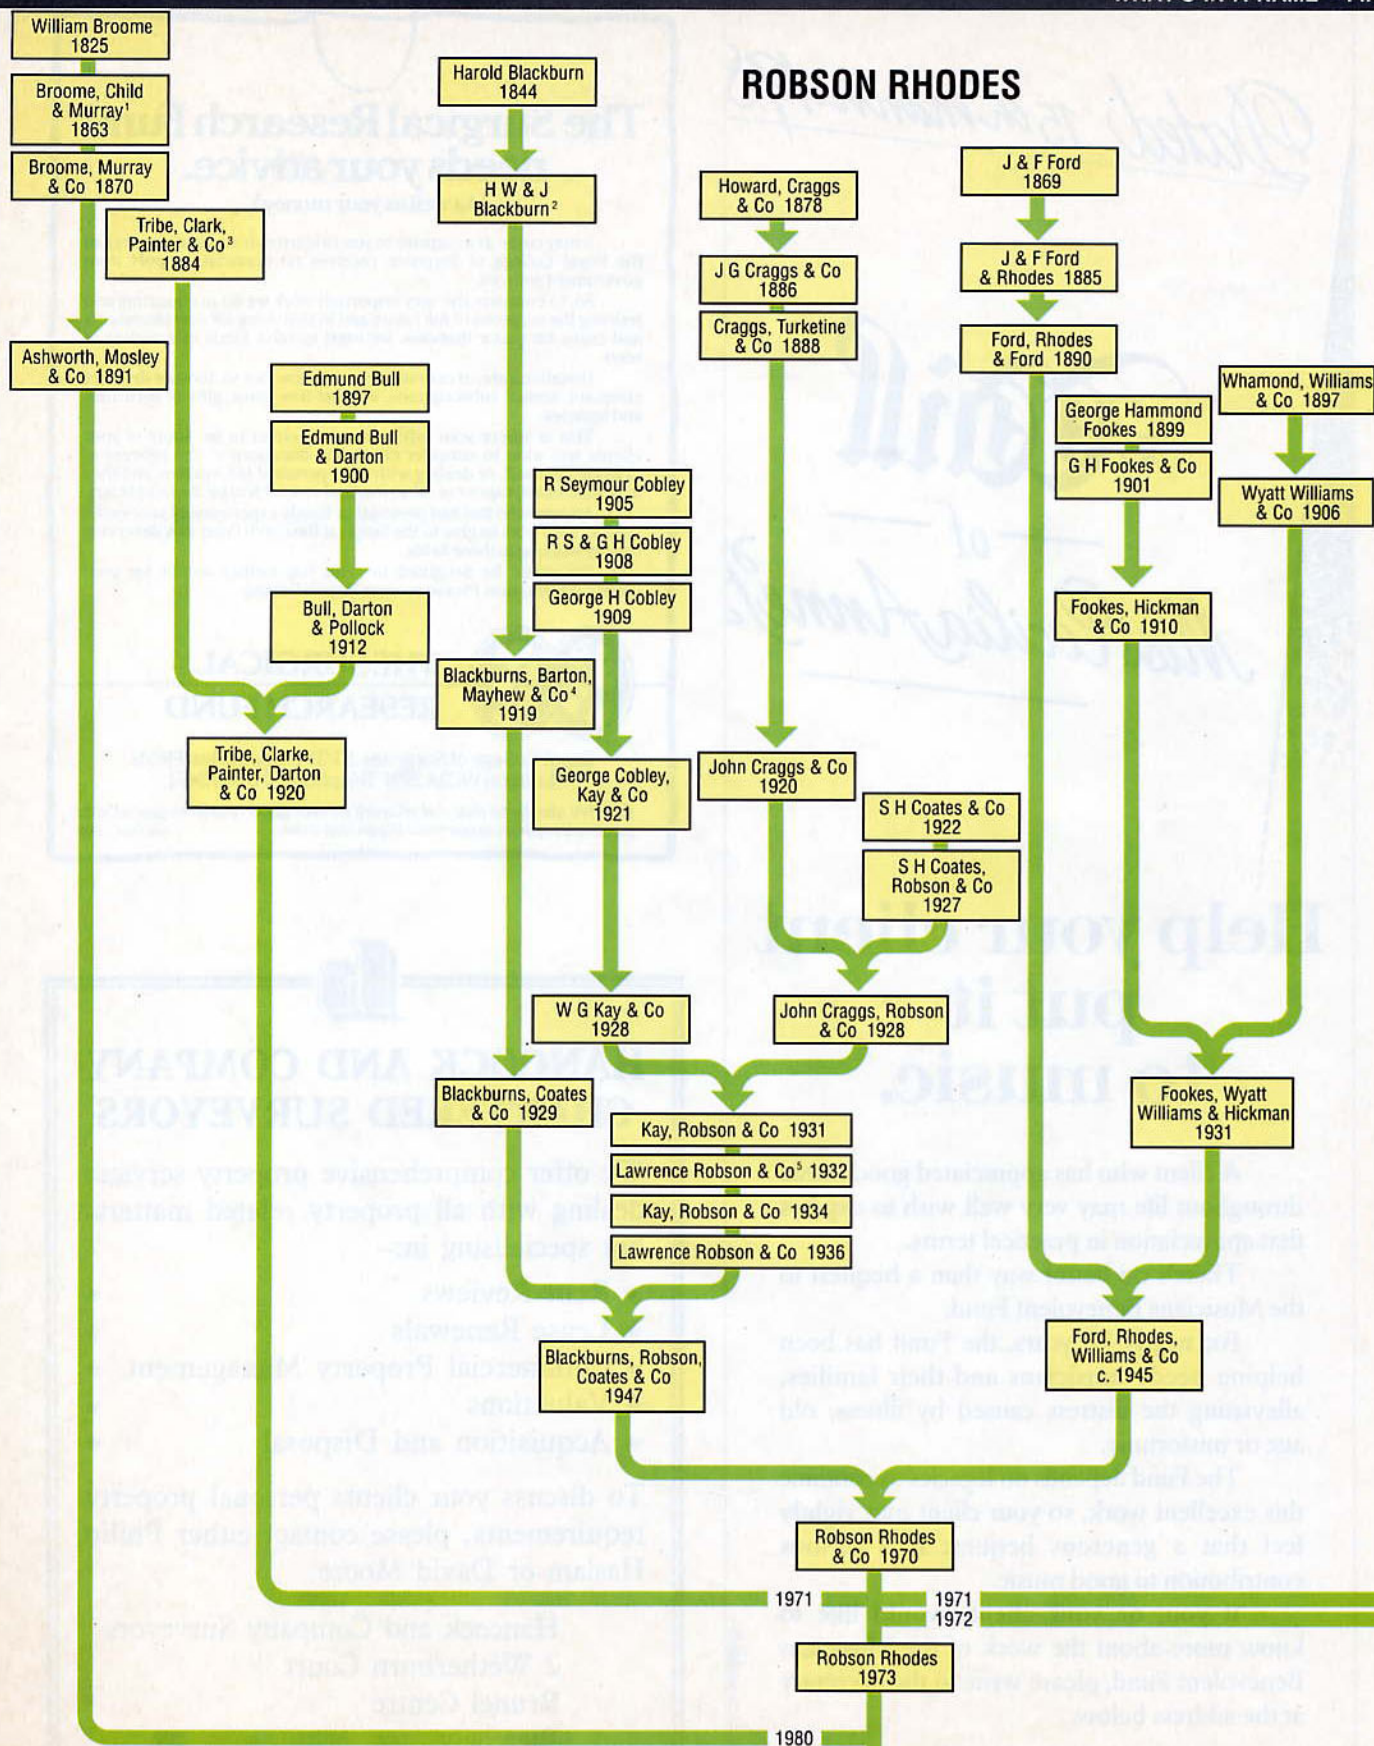 William Broome
1825
Broome, Child
& Murray¹
1863
Broome, Murray
& Co 1870
Tribe, Clark,
Painter & Co³
1884
Ashworth, Mosley
& Co 1891
Edmund Bull
1897
Edmund Bull
& Darton
1900
Bull, Darton
& Pollock
1912
Tribe, Clarke,
Painter, Darton
& Co 1920
Harold Blackburn
1844
H W & J
Blackburn²
R Seymour Cobley
1905
R S & G H Cobley
1908
George H Cobley
1909
Blackburns, Barton,
Mayhew & Co⁴
1919
George Cobley,
Kay & Co
1921
W G Kay & Co
1928
Blackburns, Coates
& Co 1929
ROBSON RHODES
Howard, Craggs
& Co 1878
J G Craggs & Co
1886
Craggs, Turketine
& Co 1888
John Craggs & Co
1920
S H Coates & Co
1922
S H Coates,
Robson & Co
1927
John Craggs, Robson
& Co 1928
Kay, Robson & Co 1931
Lawrence Robson & Co⁵ 1932
Kay, Robson & Co 1934
Lawrence Robson & Co 1936
Blackburns, Robson,
Coates & Co
1947
J & F Ford
1869
J & F Ford
& Rhodes 1885
Ford, Rhodes
& Ford 1890
George Hammond
Fookes 1899
G H Fookes & Co
1901
Fookes, Hickman
& Co 1910
Whamond, Williams
& Co 1897
Wyatt Williams
& Co 1906
Fookes, Wyatt
Williams & Hickman
1931
Ford, Rhodes,
Williams & Co
c. 1945
Robson Rhodes
& Co 1970
1971
1971
1972
Robson Rhodes
1973
1980